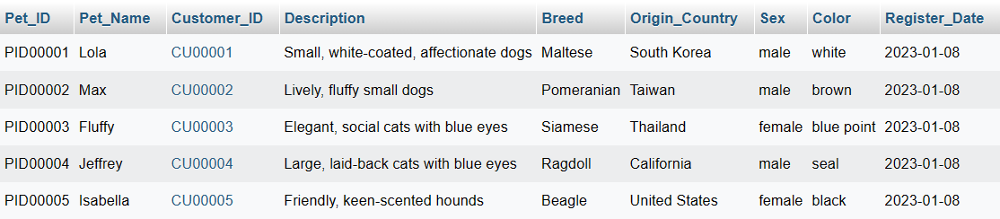 Pet_ID Pet_Name Customer_ID Description Breed Origin_Country Sex Color Register_Date
PID00001 Lola CU00001 Small, white-coated, affectionate dogs Maltese South Korea male white 2023-01-08
PID00002 Max CU00002 Lively, fluffy small dogs Pomeranian Taiwan male brown 2023-01-08
PID00003 Fluffy CU00003 Elegant, social cats with blue eyes Siamese Thailand female blue point 2023-01-08
PID00004 Jeffrey CU00004 Large, laid-back cats with blue eyes Ragdoll California male seal 2023-01-08
PID00005 Isabella CU00005 Friendly, keen-scented hounds Beagle United States female black 2023-01-08